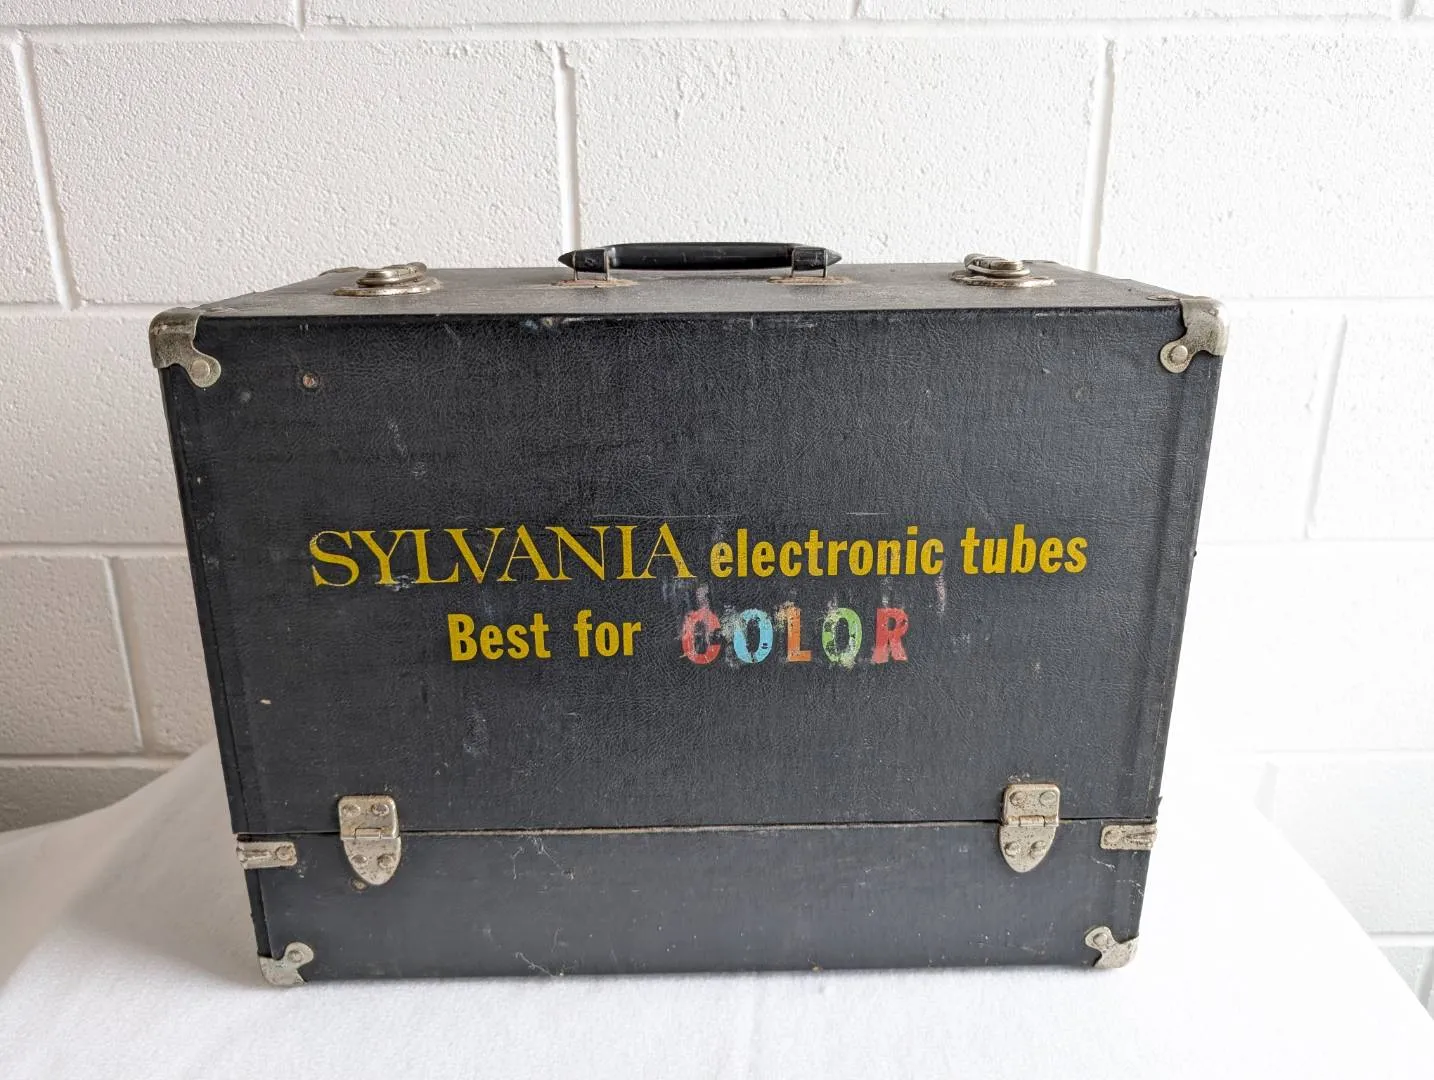 SYLVANIA electronic tubes
Best for COLOR